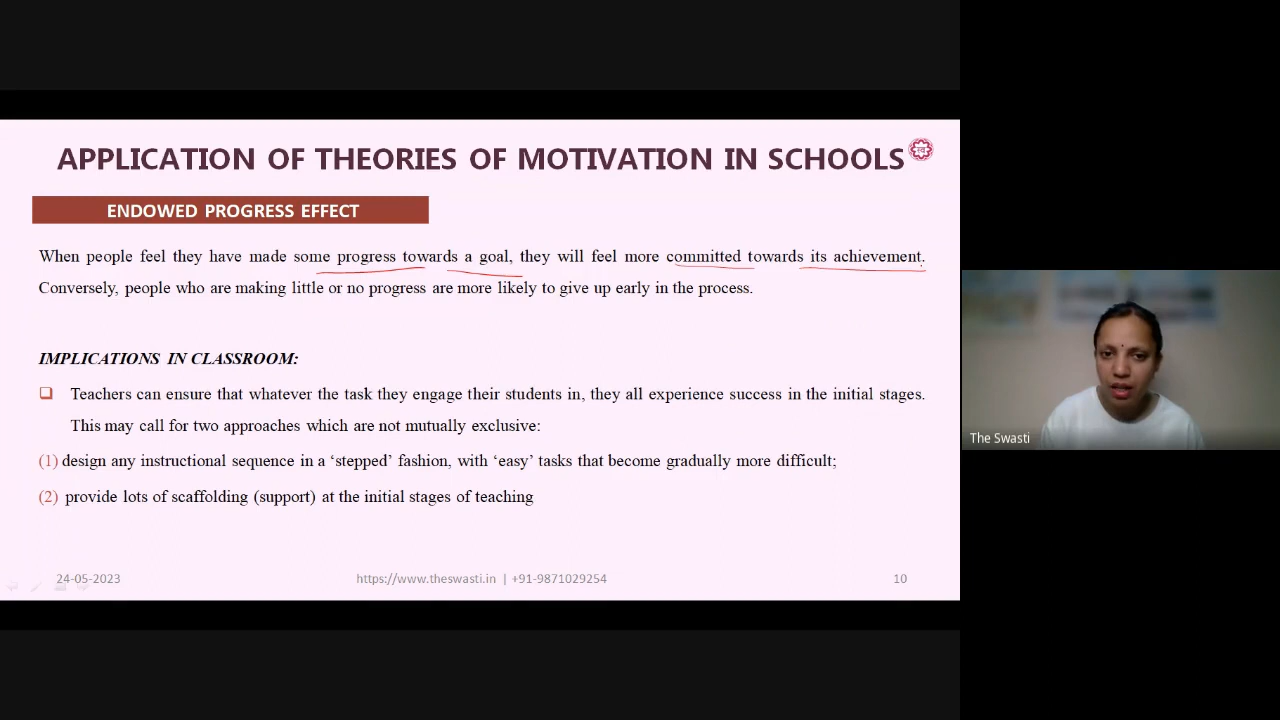 APPLICATION OF THEORIES OF MOTIVATION IN SCHOOLS
ENDOWED PROGRESS EFFECT
When people feel they have made some progress towards a goal, they will feel more committed towards its achievement.
Conversely, people who are making little or no progress are more likely to give up early in the process.
IMPLICATIONS IN CLASSROOM:
Teachers can ensure that whatever the task they engage their students in, they all experience success in the initial stages.
This may call for two approaches which are not mutually exclusive:
(1) design any instructional sequence in a ‘stepped’ fashion, with ‘easy’ tasks that become gradually more difficult;
(2) provide lots of scaffolding (support) at the initial stages of teaching
24-05-2023
https://www.theswasti.in | +91-9871029254
10
The Swasti